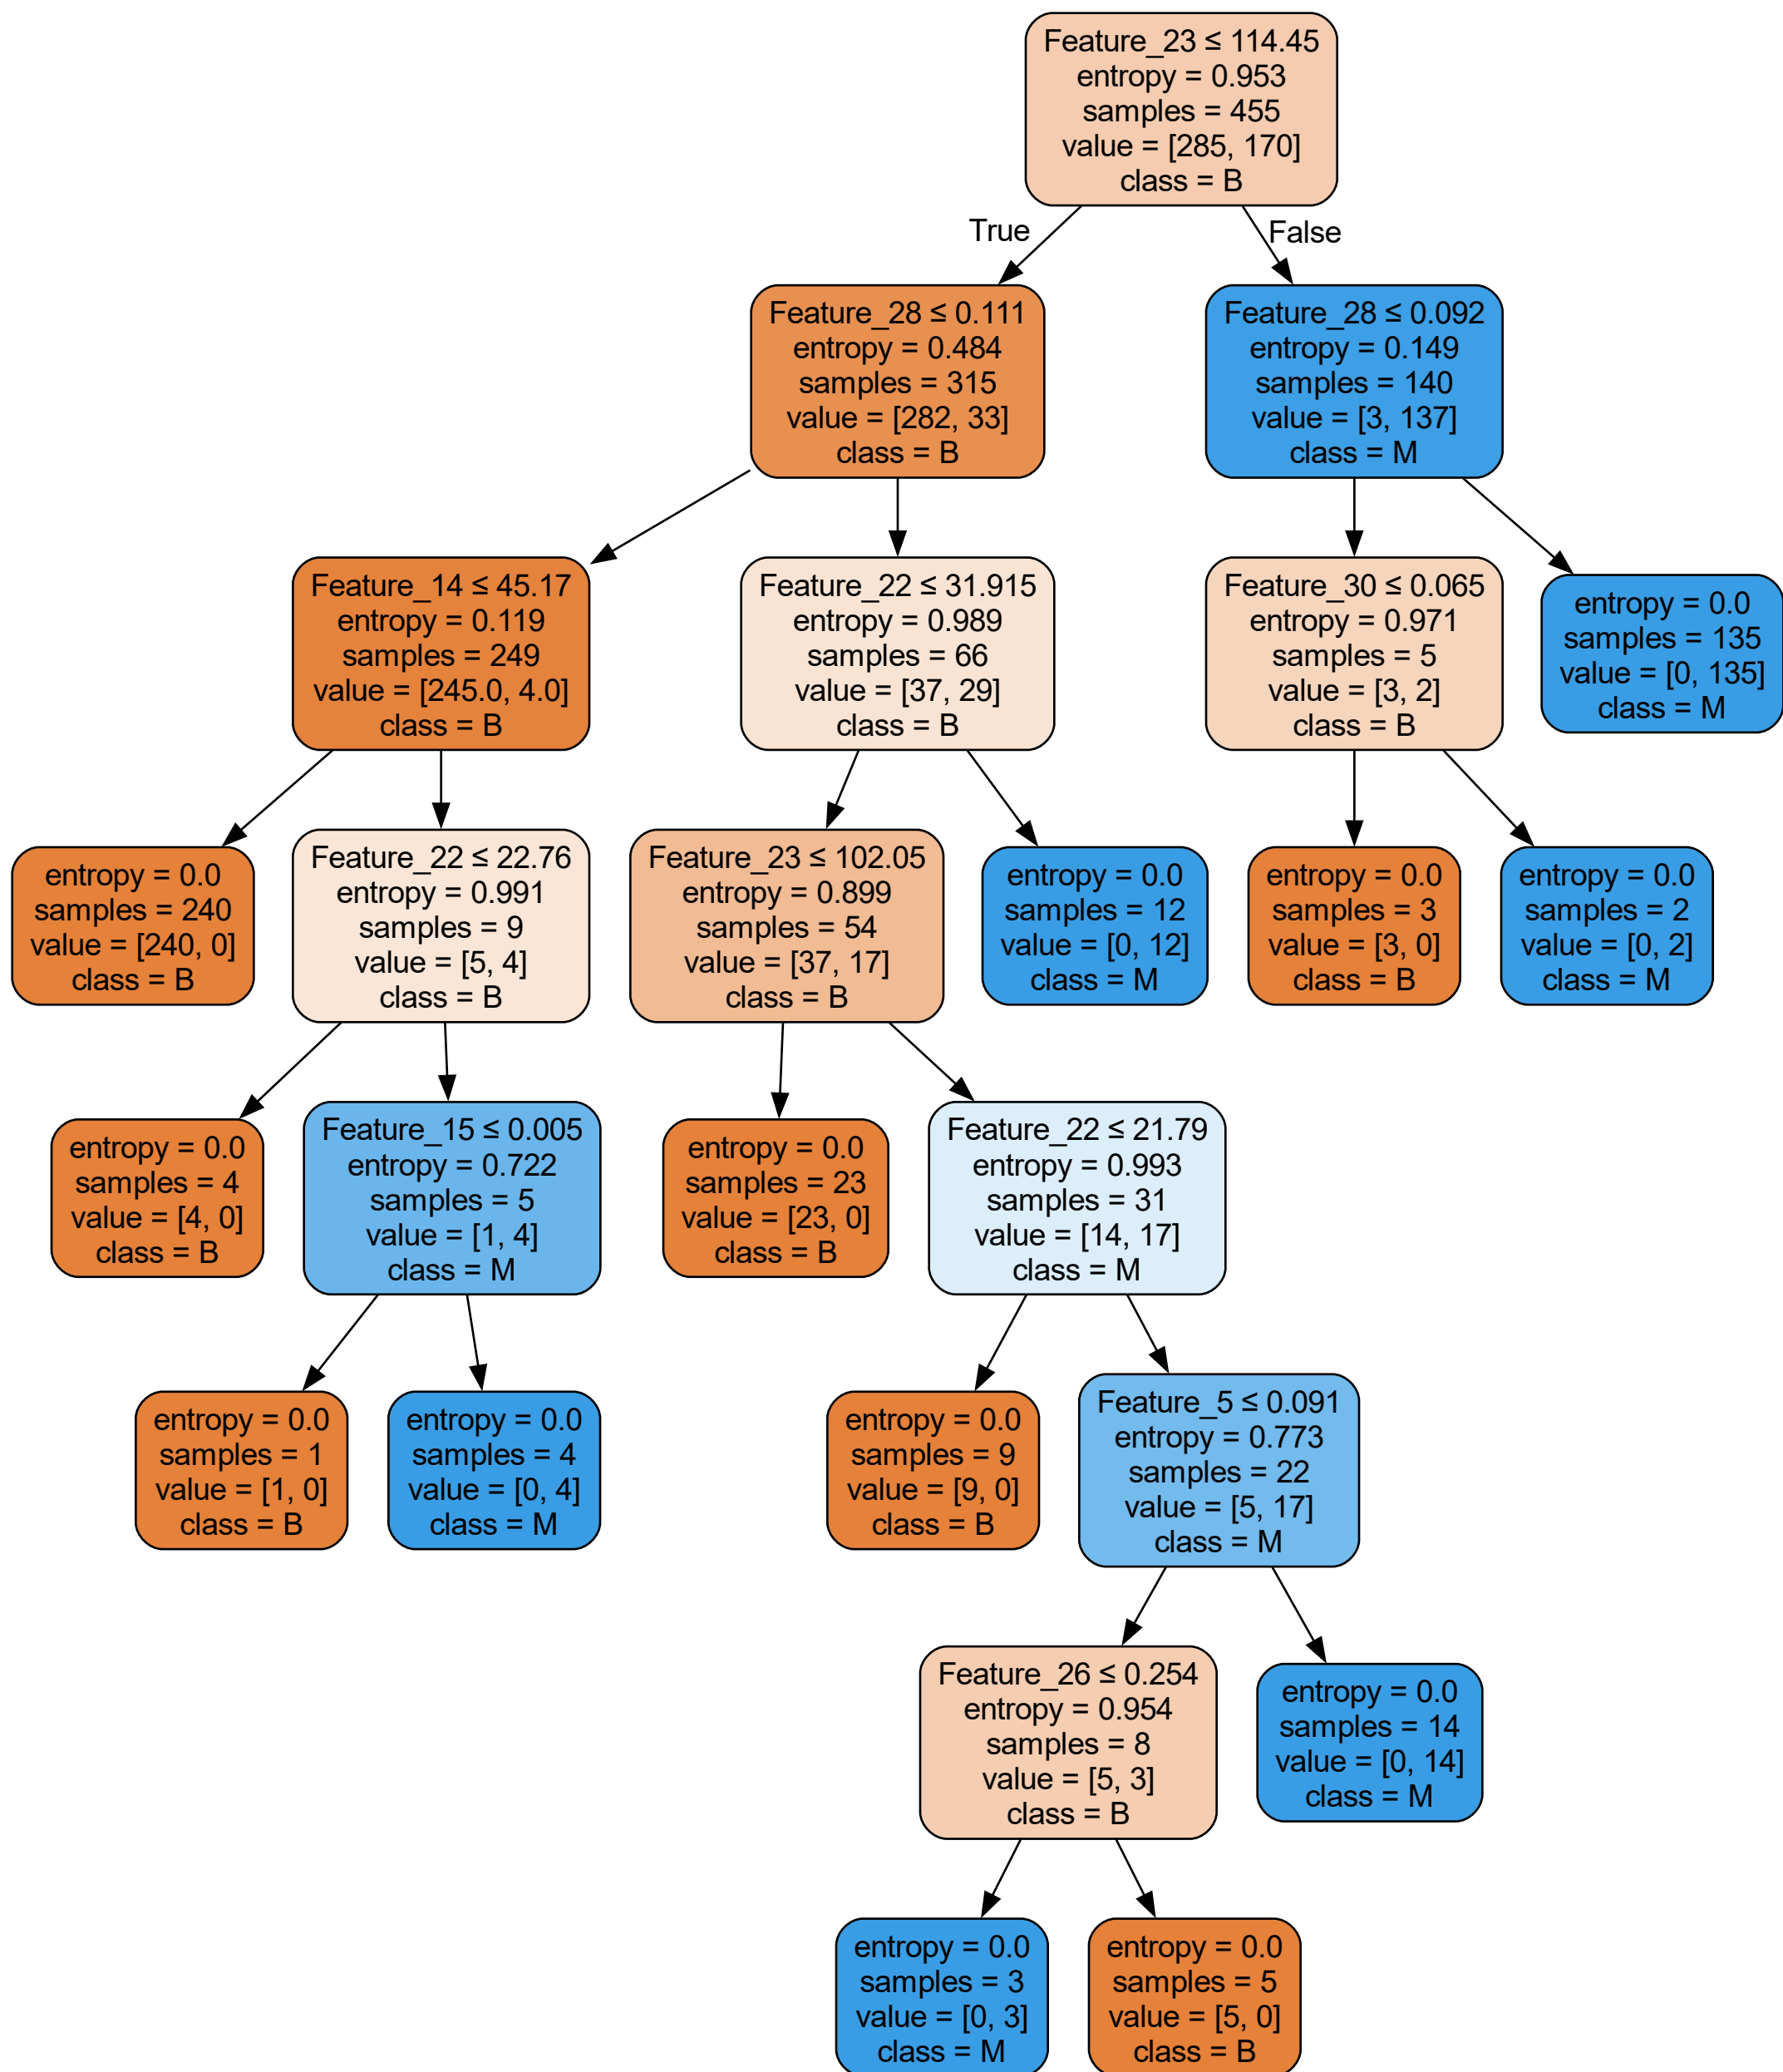 Feature_23 ≤ 114.45
entropy = 0.953
samples = 455
value = [285, 170]
class = B
True
False
Feature_28 ≤ 0.111
entropy = 0.484
samples = 315
value = [282, 33]
class = B
Feature_28 ≤ 0.092
entropy = 0.149
samples = 140
value = [3, 137]
class = M
Feature_14 ≤ 45.17
entropy = 0.119
samples = 249
value = [245.0, 4.0]
class = B
Feature_22 ≤ 31.915
entropy = 0.989
samples = 66
value = [37, 29]
class = B
Feature_30 ≤ 0.065
entropy = 0.971
samples = 5
value = [3, 2]
class = B
entropy = 0.0
samples = 135
value = [0, 135]
class = M
entropy = 0.0
samples = 240
value = [240, 0]
class = B
Feature_22 ≤ 22.76
entropy = 0.991
samples = 9
value = [5, 4]
class = B
Feature_23 ≤ 102.05
entropy = 0.899
samples = 54
value = [37, 17]
class = B
entropy = 0.0
samples = 12
value = [0, 12]
class = M
entropy = 0.0
samples = 3
value = [3, 0]
class = B
entropy = 0.0
samples = 2
value = [0, 2]
class = M
entropy = 0.0
samples = 4
value = [4, 0]
class = B
Feature_15 ≤ 0.005
entropy = 0.722
samples = 5
value = [1, 4]
class = M
entropy = 0.0
samples = 23
value = [23, 0]
class = B
Feature_22 ≤ 21.79
entropy = 0.993
samples = 31
value = [14, 17]
class = M
entropy = 0.0
samples = 1
value = [1, 0]
class = B
entropy = 0.0
samples = 4
value = [0, 4]
class = M
entropy = 0.0
samples = 9
value = [9, 0]
class = B
Feature_5 ≤ 0.091
entropy = 0.773
samples = 22
value = [5, 17]
class = M
Feature_26 ≤ 0.254
entropy = 0.954
samples = 8
value = [5, 3]
class = B
entropy = 0.0
samples = 14
value = [0, 14]
class = M
entropy = 0.0
samples = 3
value = [0, 3]
class = M
entropy = 0.0
samples = 5
value = [5, 0]
class = B